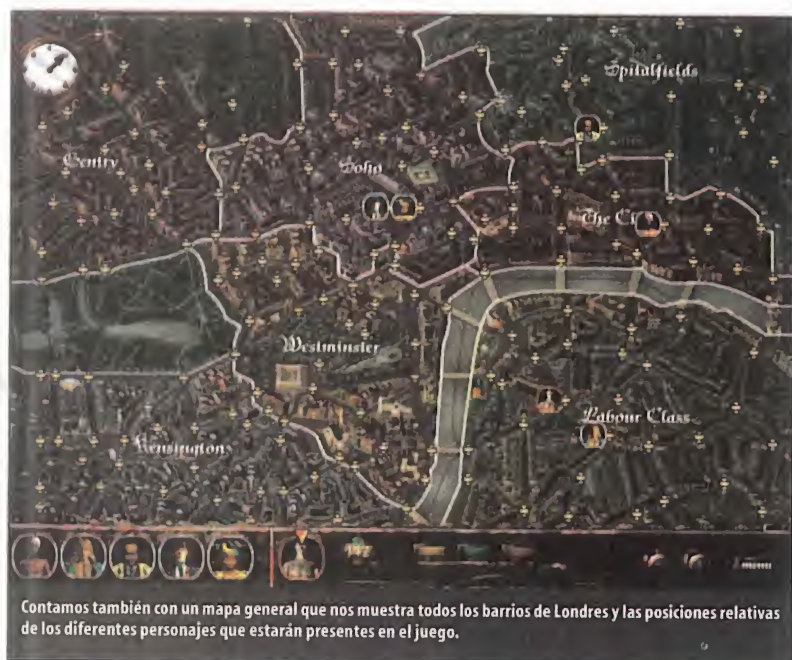 Spitalfields
Gentry
Soho
The Ci
Westminster
Labour Class
Kensington
menu
Contamos también con un mapa general que nos muestra todos los barrios de Londres y las posiciones relativas
de los diferentes personajes que estarán presentes en el juego.